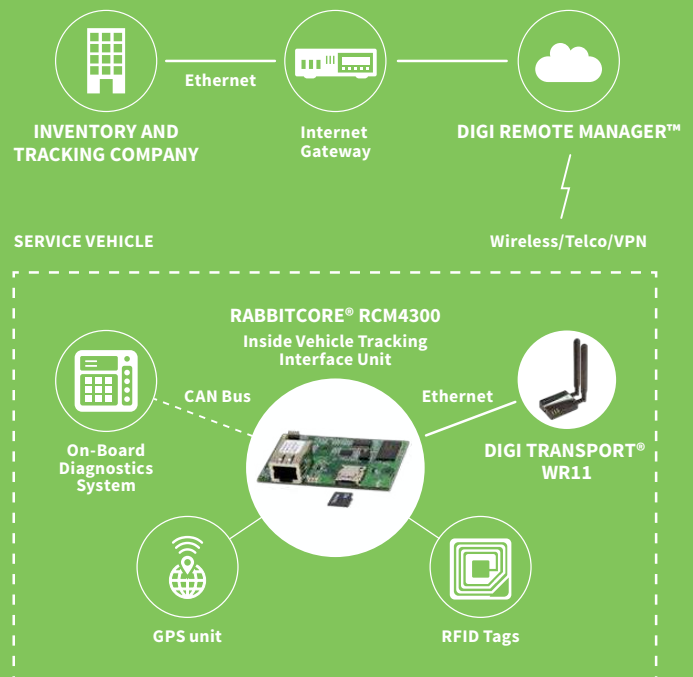 Ethernet
INVENTORY AND
TRACKING COMPANY
Internet
Gateway
DIGI REMOTE MANAGER™
SERVICE VEHICLE
Wireless/Telco/VPN
RABBITCORE® RCM4300
Inside Vehicle Tracking
Interface Unit
CAN Bus
Ethernet
On-Board
Diagnostics
System
DIGI TRANSPORT®
WR11
GPS unit
RFID Tags